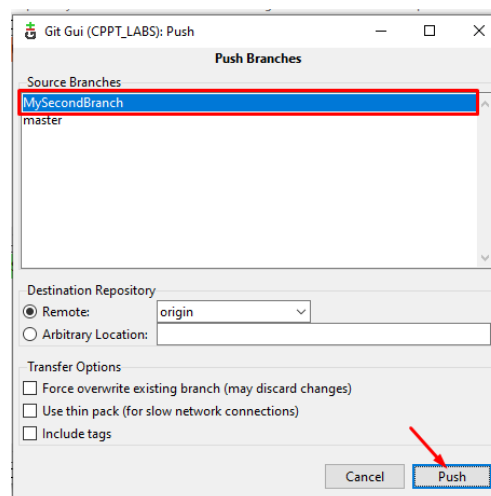 Git Gui (CPPT_LABS): Push
Push Branches
Source Branches
MySecondBranch
master
Destination Repository
Remote: origin
Arbitrary Location:
Transfer Options
Force overwrite existing branch (may discard changes)
Use thin pack (for slow network connections)
Include tags
Cancel Push